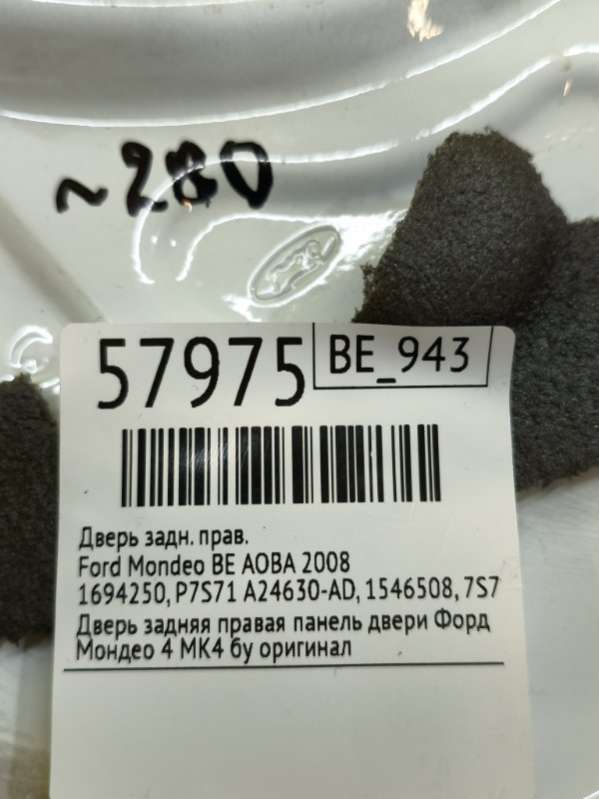 ~280
57975
BE_943
Дверь задн. прав.
Ford Mondeo BE AOBA 2008
1694250, P7S71 A24630-AD, 1546508, 7S7
Дверь задняя правая панель двери Форд
Мондео 4 МК4 бу оригинал